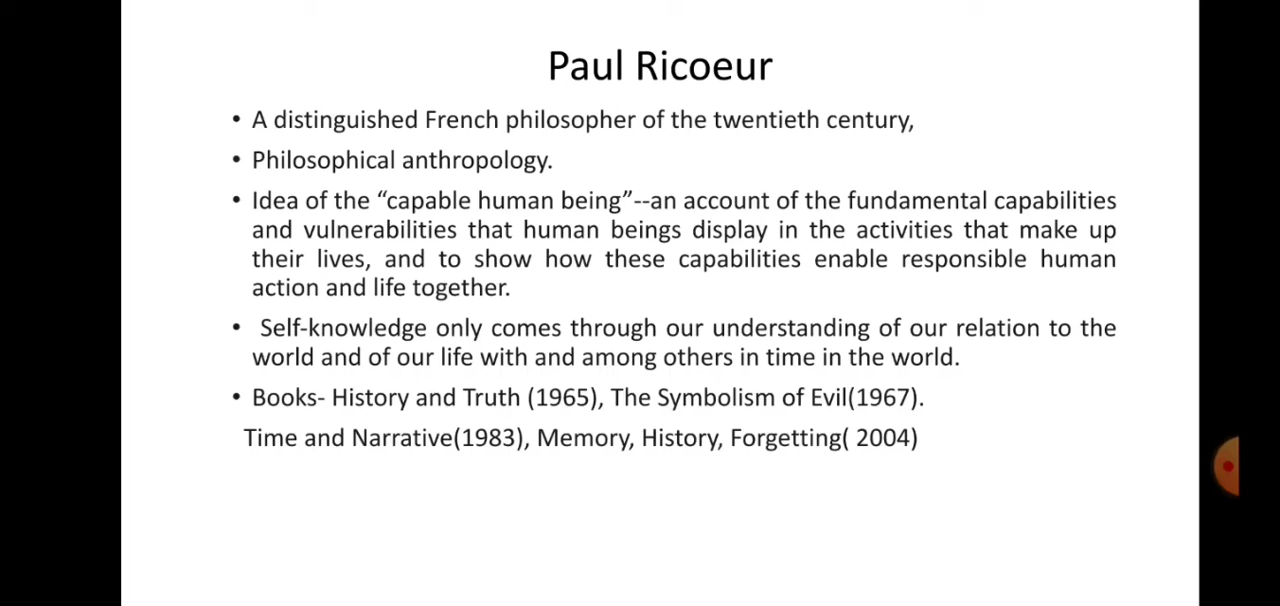 Paul Ricoeur
• A distinguished French philosopher of the twentieth century,
• Philosophical anthropology.
• Idea of the “capable human being”--an account of the fundamental capabilities
and vulnerabilities that human beings display in the activities that make up
their lives, and to show how these capabilities enable responsible human
action and life together.
• Self-knowledge only comes through our understanding of our relation to the
world and of our life with and among others in time in the world.
• Books- History and Truth (1965), The Symbolism of Evil(1967).
Time and Narrative(1983), Memory, History, Forgetting( 2004)